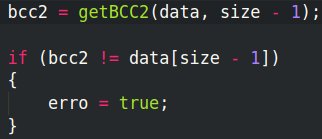 bcc2 = getBCC2(data, size - 1);
if (bcc2 != data[size - 1])
{
erro = true;
}